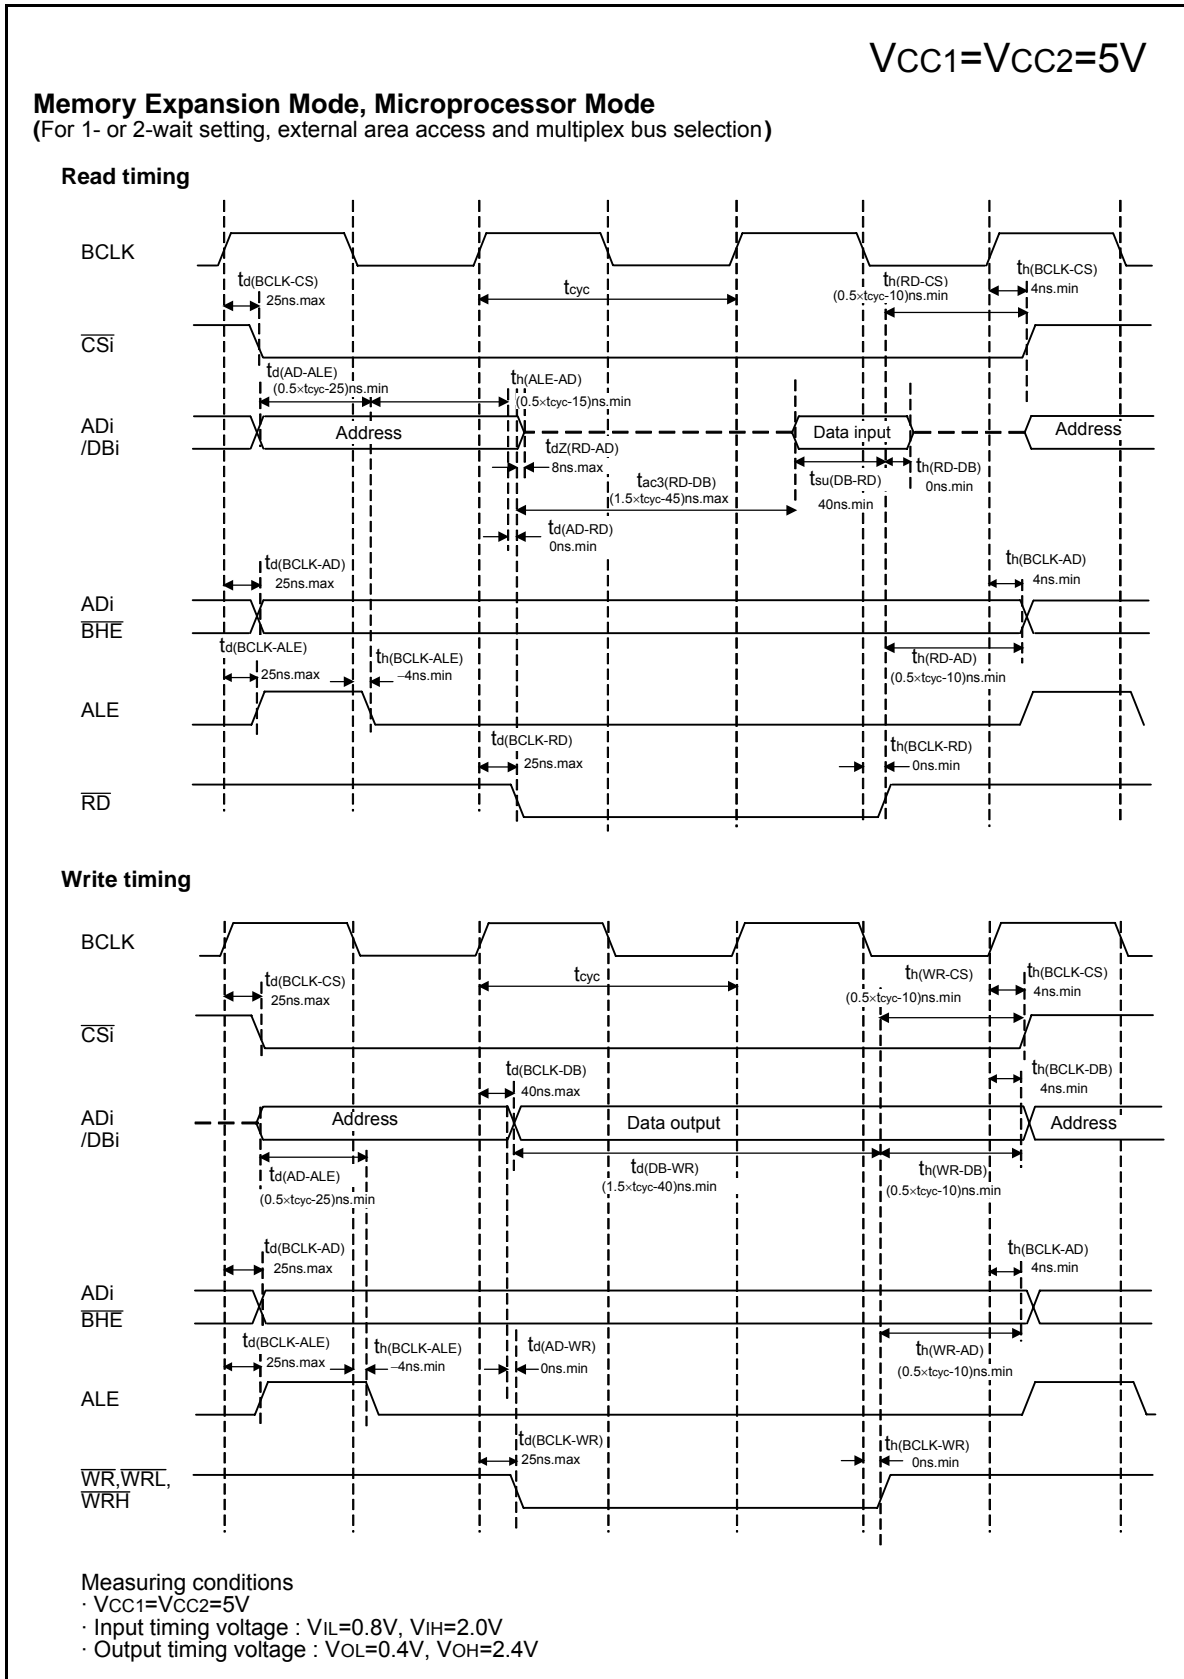 VCC1=VCC2=5V
Memory Expansion Mode, Microprocessor Mode
(For 1- or 2-wait setting, external area access and multiplex bus selection)
Read timing
BCLK
td(BCLK-CS)
25ns.max
tcyc
th(RD-CS)
(0.5×tcyc-10)ns.min
th(BCLK-CS)
4ns.min
CSi
td(AD-ALE)
(0.5×tcyc-25)ns.min
th(ALE-AD)
(0.5×tcyc-15)ns.min
ADi
/DBi
Address
Data input
Address
tdZ(RD-AD)
8ns.max
tac3(RD-DB)
(1.5×tcyc-45)ns.max
tsu(DB-RD)
40ns.min
th(RD-DB)
0ns.min
td(AD-RD)
0ns.min
td(BCLK-AD)
25ns.max
th(BCLK-AD)
4ns.min
ADi
BHE
td(BCLK-ALE)
25ns.max
th(BCLK-ALE)
−4ns.min
th(RD-AD)
(0.5×tcyc-10)ns.min
ALE
td(BCLK-RD)
25ns.max
th(BCLK-RD)
0ns.min
RD
Write timing
BCLK
td(BCLK-CS)
25ns.max
tcyc
th(WR-CS)
(0.5×tcyc-10)ns.min
th(BCLK-CS)
4ns.min
CSi
td(BCLK-DB)
40ns.max
th(BCLK-DB)
4ns.min
ADi
/DBi
Address
Data output
Address
td(AD-ALE)
(0.5×tcyc-25)ns.min
td(DB-WR)
(1.5×tcyc-40)ns.min
th(WR-DB)
(0.5×tcyc-10)ns.min
td(BCLK-AD)
25ns.max
th(BCLK-AD)
4ns.min
ADi
BHE
td(BCLK-ALE)
25ns.max
th(BCLK-ALE)
−4ns.min
td(AD-WR)
0ns.min
th(WR-AD)
(0.5×tcyc-10)ns.min
ALE
td(BCLK-WR)
25ns.max
th(BCLK-WR)
0ns.min
WR,WRL,
WRH
Measuring conditions
· VCC1=VCC2=5V
· Input timing voltage : VIL=0.8V, VIH=2.0V
· Output timing voltage : VOL=0.4V, VOH=2.4V